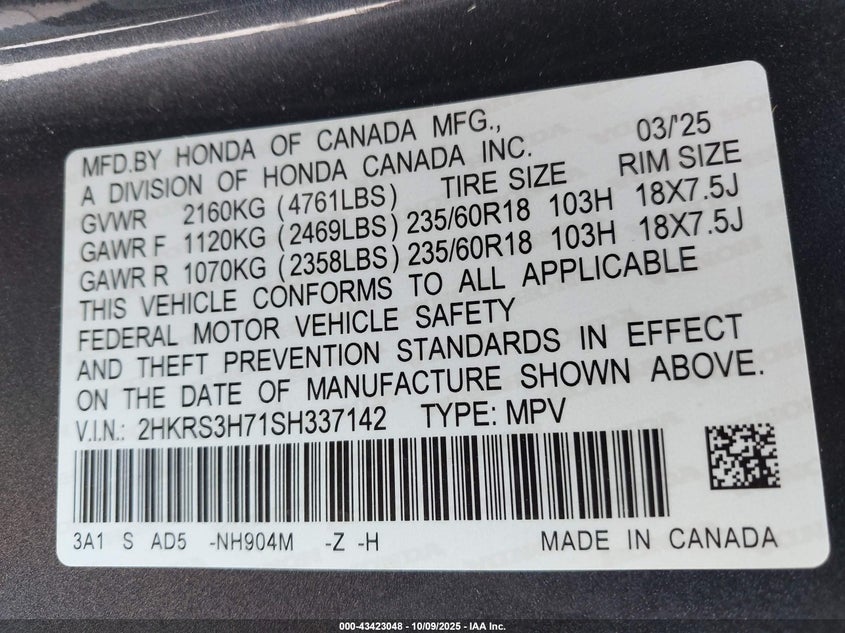 MFD.BY HONDA OF CANADA MFG., 03/'25
A DIVISION OF HONDA CANADA INC.
GVWR 2160KG (4761LBS) TIRE SIZE RIM SIZE
GAWR F 1120KG (2469LBS) 235/60R18 103H 18X7.5J
GAWR R 1070KG (2358LBS) 235/60R18 103H 18X7.5J
THIS VEHICLE CONFORMS TO ALL APPLICABLE
FEDERAL MOTOR VEHICLE SAFETY
AND THEFT PREVENTION STANDARDS IN EFFECT
ON THE DATE OF MANUFACTURE SHOWN ABOVE.
V.I.N.: 2HKRS3H71SH337142 TYPE: MPV
3A1 S AD5 -NH904M -Z -H MADE IN CANADA
000-43423048 - 10/09/2025 - IAA Inc.